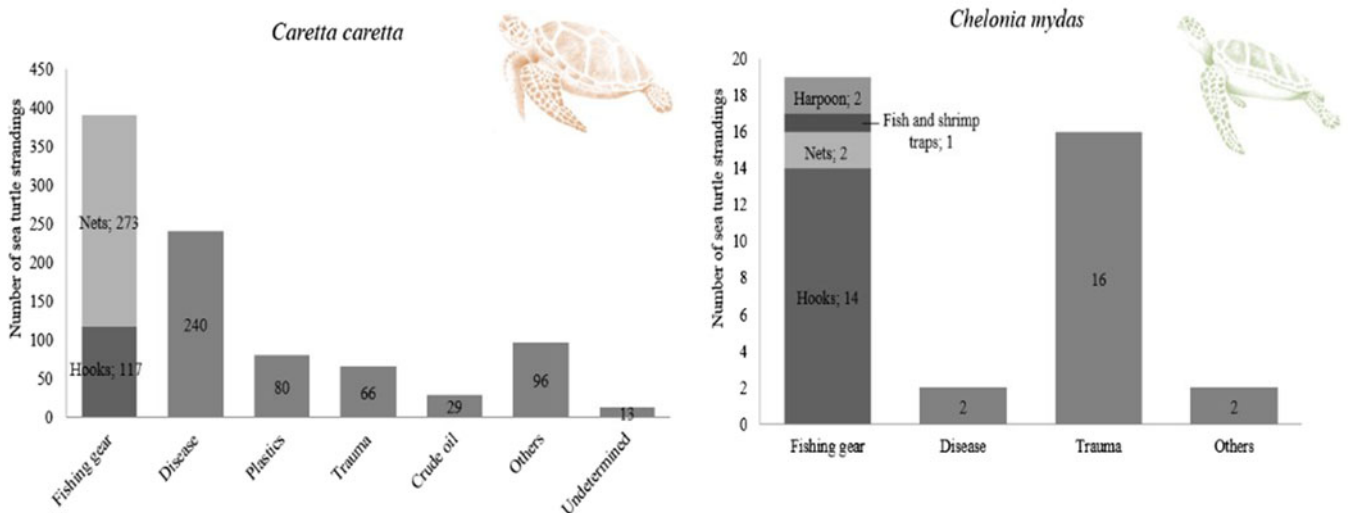 Caretta caretta
Number of sea turtle strandings
450
400
350
300
250
200
150
100
50
0
Nets; 273
Hooks; 117
240
80
66
29
96
13
Fishing gear
Disease
Plastics
Trauma
Crude oil
Others
Undetermined
Chelonia mydas
Number of sea turtle strandings
20
18
16
14
12
10
8
6
4
2
0
Harpoon; 2
Fish and shrimp
traps; 1
Nets; 2
Hooks; 14
2
16
2
Fishing gear
Disease
Trauma
Others